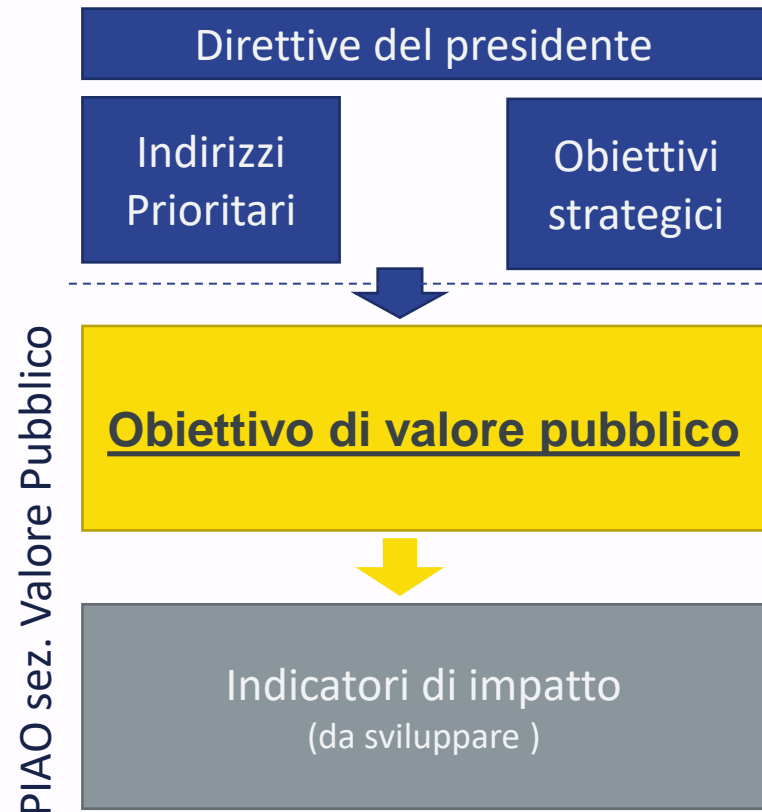 Direttive del presidente
Indirizzi
Prioritari
Obiettivi
strategici
PIAO sez. Valore Pubblico
Obiettivo di valore pubblico
Indicatori di impatto
(da sviluppare )